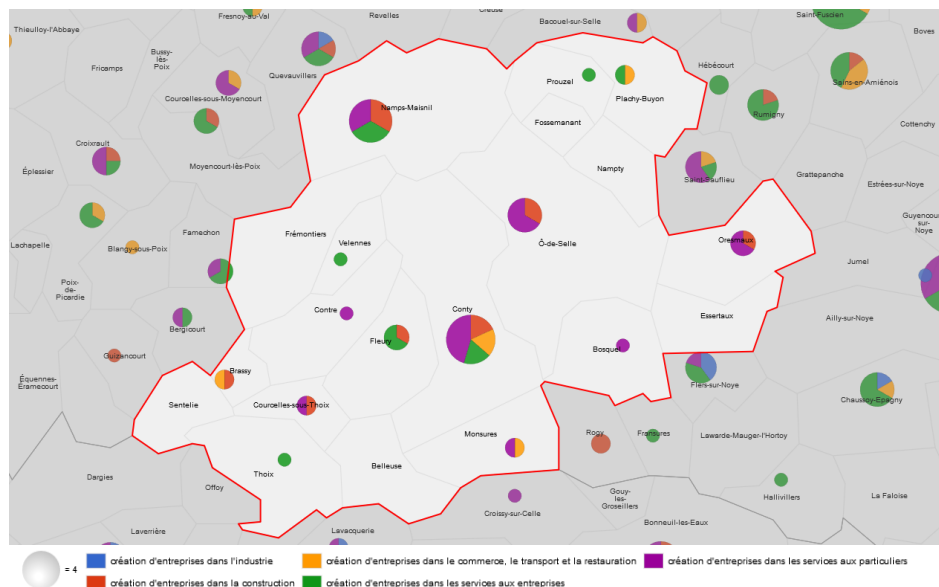 Fresnoy-au-Val
Revelles
Creuse
Bacouel-sur-Selle
Saint-Fuscien
Thieulloy-l'Abbaye
Boves
Bussy-
lès-
Poix
Fricamps
Quevauvillers
Prouzel
Hébécourt
Sains-en-Amiénois
Courcelles-sous-Moyencourt
Namps-Maisnil
Plachy-Buyon
Rumigny
Fossemanant
Cottenchy
Croixrault
Moyencourt-lès-Poix
Nampty
Éplessier
Saint-Sauflieu
Grattepanche
Estrées-sur-Noye
Guyencourt-
sur-
Noye
Frémontiers
Famechon
Velennes
Ô-de-Selle
Oresmaux
Lachapelle
Blangy-sous-Poix
Jumel
Poix-
de-
Picardie
Contre
Conty
Essertaux
Ailly-sur-Noye
Bergicourt
Fleury
Bosquel
Guizencourt
Brassy
Équennes-
Éramecourt
Flers-sur-Noye
Chaussoy-Epagny
Sentelie
Courcelles-sous-Thoix
Monsures
Rogy
Fransures
Lawarde-Mauger-l'Hortoy
Thoix
Belleuse
Dargies
Offoy
Gouy-
les-
Groseillers
Hallivillers
La Faloise
Croissy-sur-Celle
Bonneuil-les-Eaux
Laverrière
Lavacquerie
= 4
création d'entreprises dans l'industrie
création d'entreprises dans le commerce, le transport et la restauration
création d'entreprises dans les services aux particuliers
création d'entreprises dans la construction
création d'entreprises dans les services aux entreprises